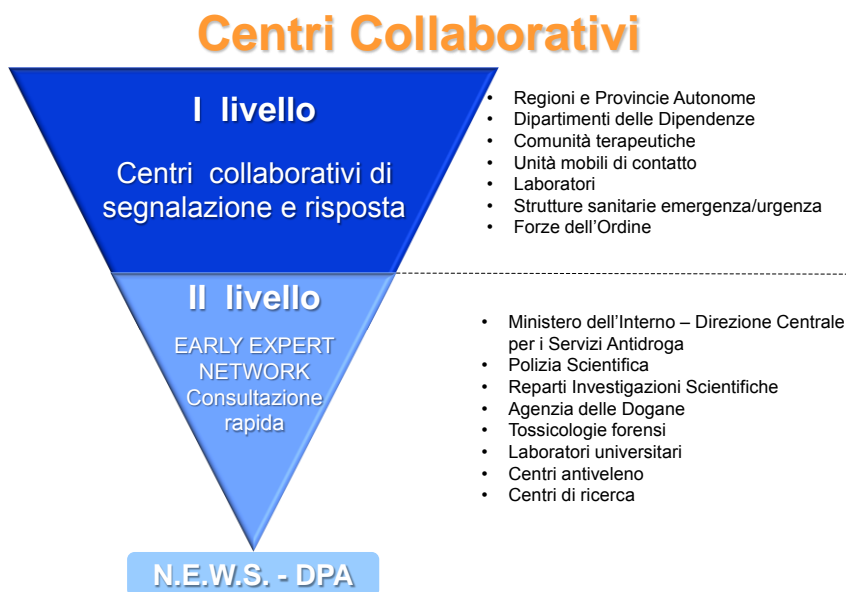 Centri Collaborativi
I livello
Centri collaborativi di
segnalazione e risposta
• Regioni e Provincie Autonome
• Dipartimenti delle Dipendenze
• Comunità terapeutiche
• Unità mobili di contatto
• Laboratori
• Strutture sanitarie emergenza/urgenza
• Forze dell’Ordine
II livello
EARLY EXPERT
NETWORK
Consultazione
rapida
• Ministero dell’Interno – Direzione Centrale
per i Servizi Antidroga
• Polizia Scientifica
• Reparti Investigazioni Scientifiche
• Agenzia delle Dogane
• Tossicologie forensi
• Laboratori universitari
• Centri antiveleno
• Centri di ricerca
N.E.W.S. - DPA